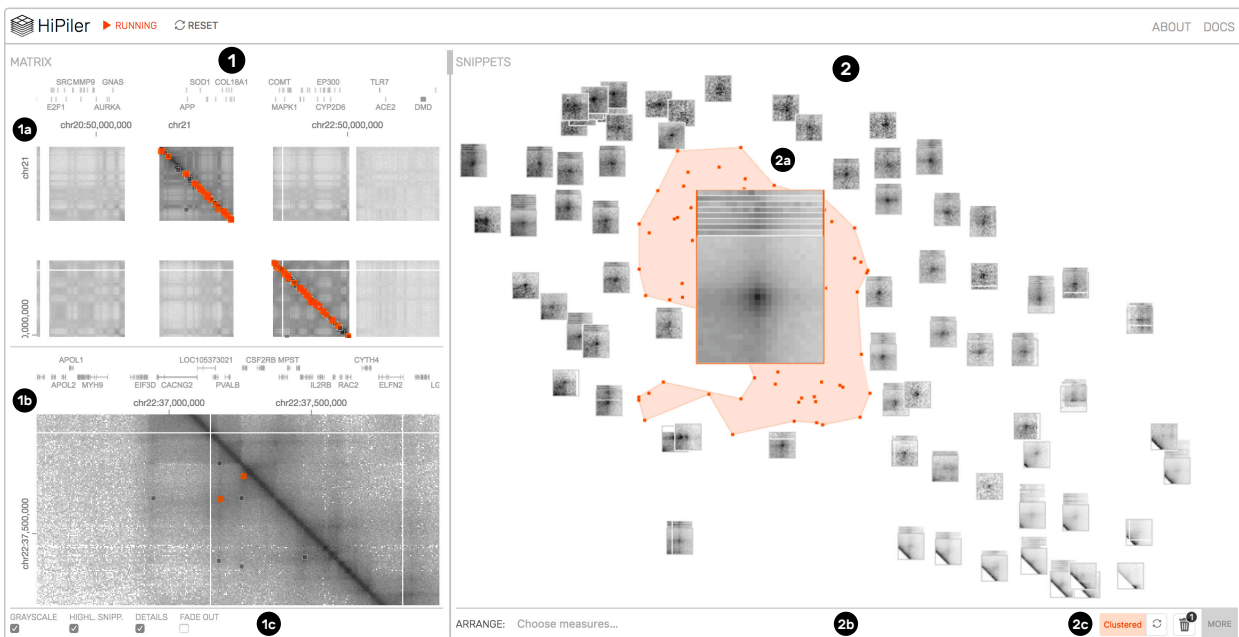 HiPiler RUNNING RESET
ABOUT DOCS
MATRIX
1
SRCMMP9 GNAS SOD1 COL18A1 COMT EP300 TLR7
E2F1 AURKA APP MAPK1 CYP2D6 ACE2 DMD
1a
chr20:50,000,000 chr21 chr22:50,000,000
chr21
APOL1 LOC105373021 CSF2RB MPST CYTH4
APOL2 MYH9 EIF3D CACNG2 PVALB IL2RB RAC2 ELFN2
1b
chr22:37,000,000 chr22:37,500,000
chr22:37,500,000
GRAYSCALE HIGHL. SNIPP. DETAILS FADE OUT
1c
SNIPPETS
2
2a
ARRANGE: Choose measures...
2b
2c
Clustered
1
MORE